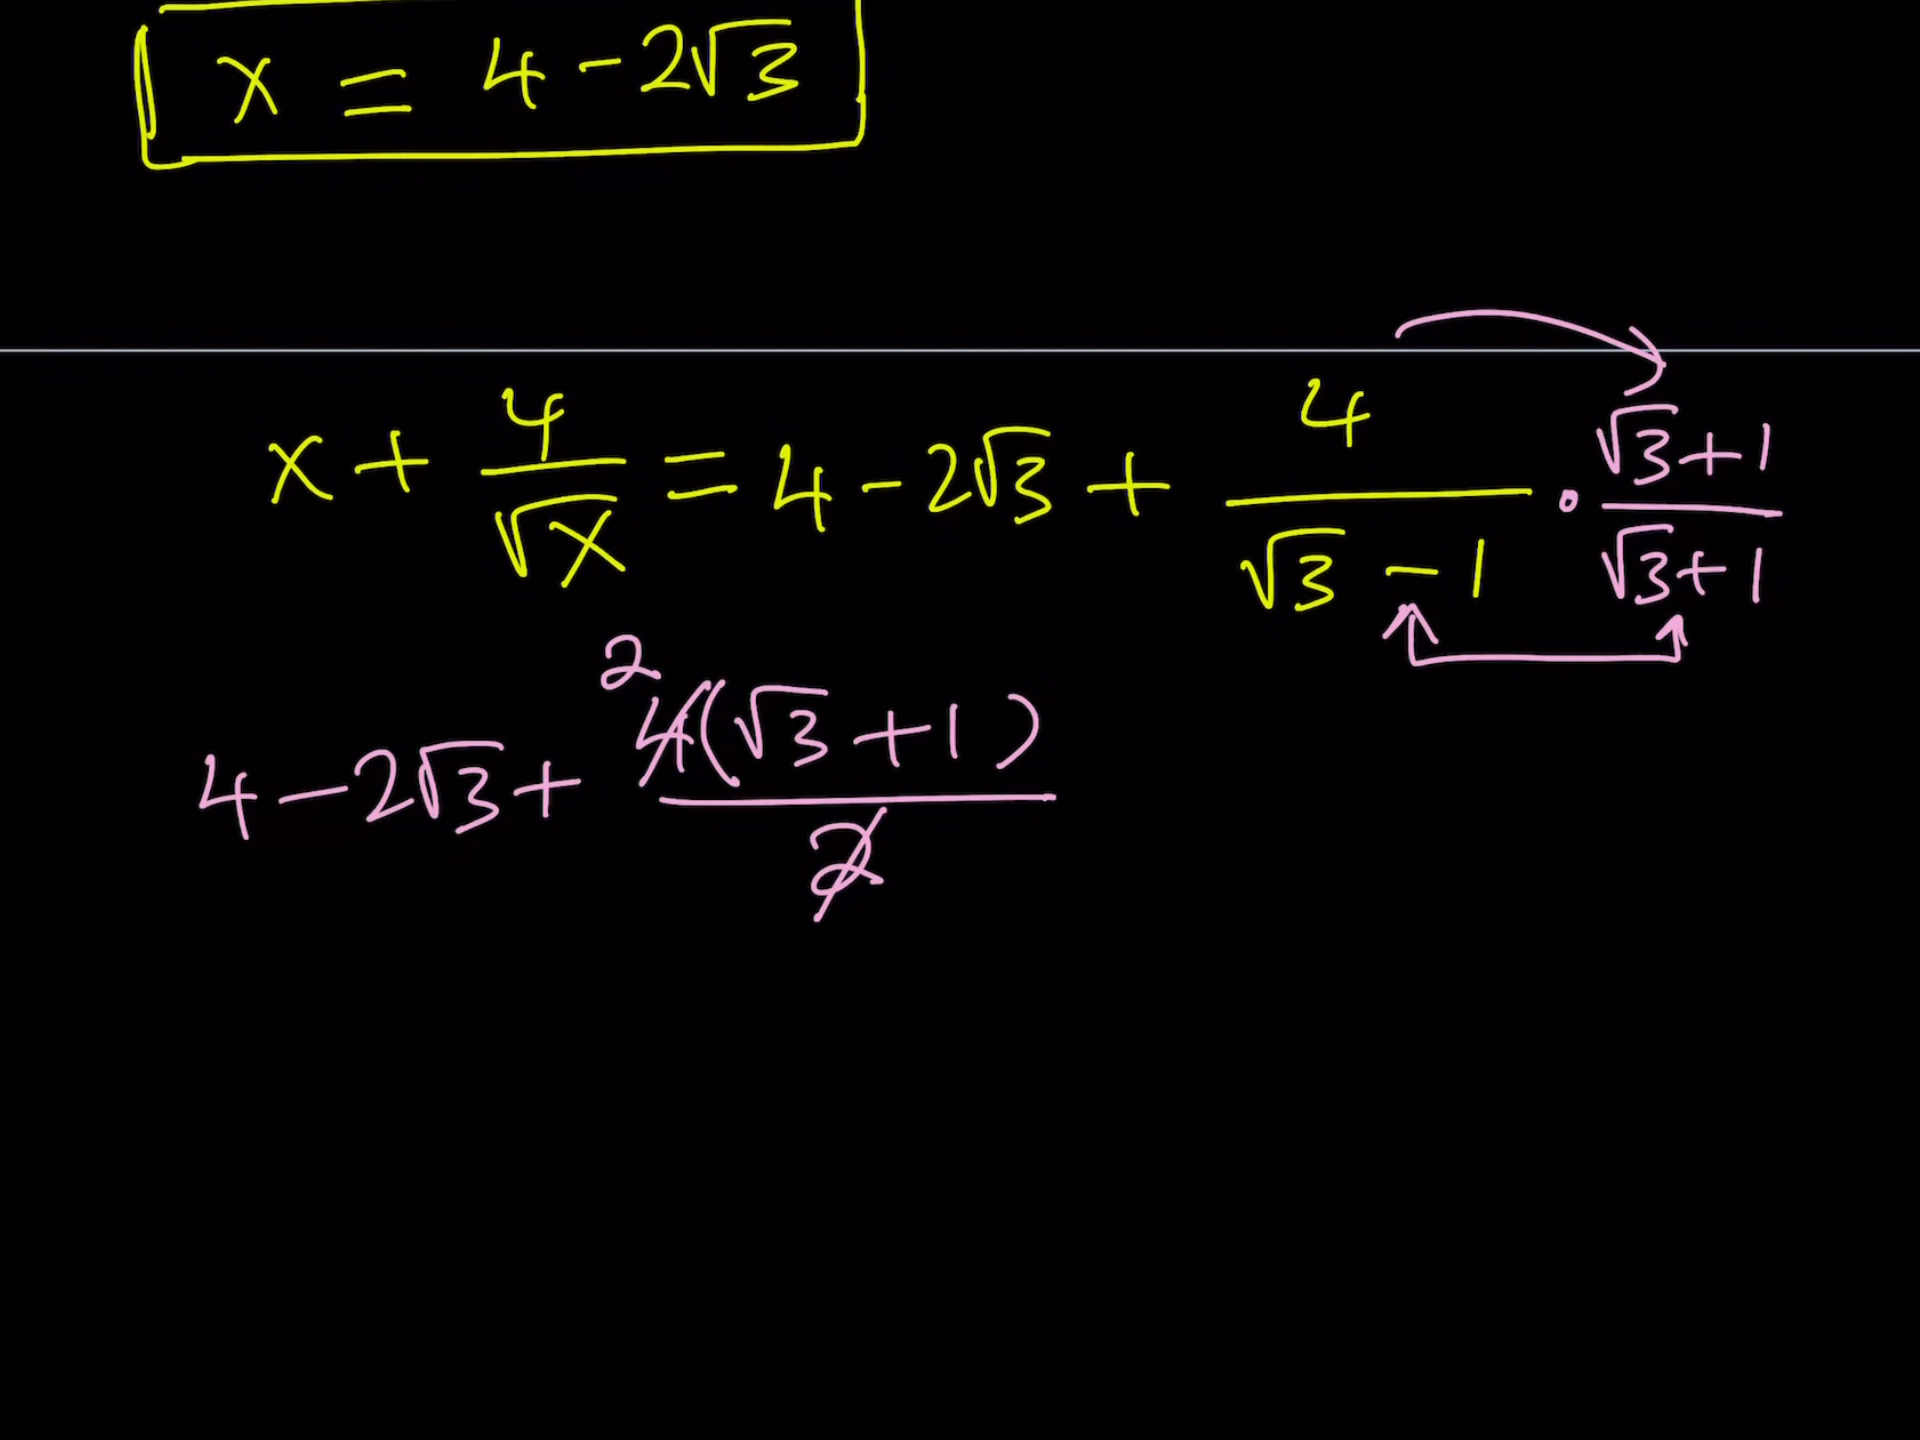 x = 4 - 2√3
x + 4/√x = 4 - 2√3 + 4/(√3 - 1) • (√3 + 1)/(√3 + 1)
4 - 2√3 + 2 4(√3 + 1)/2